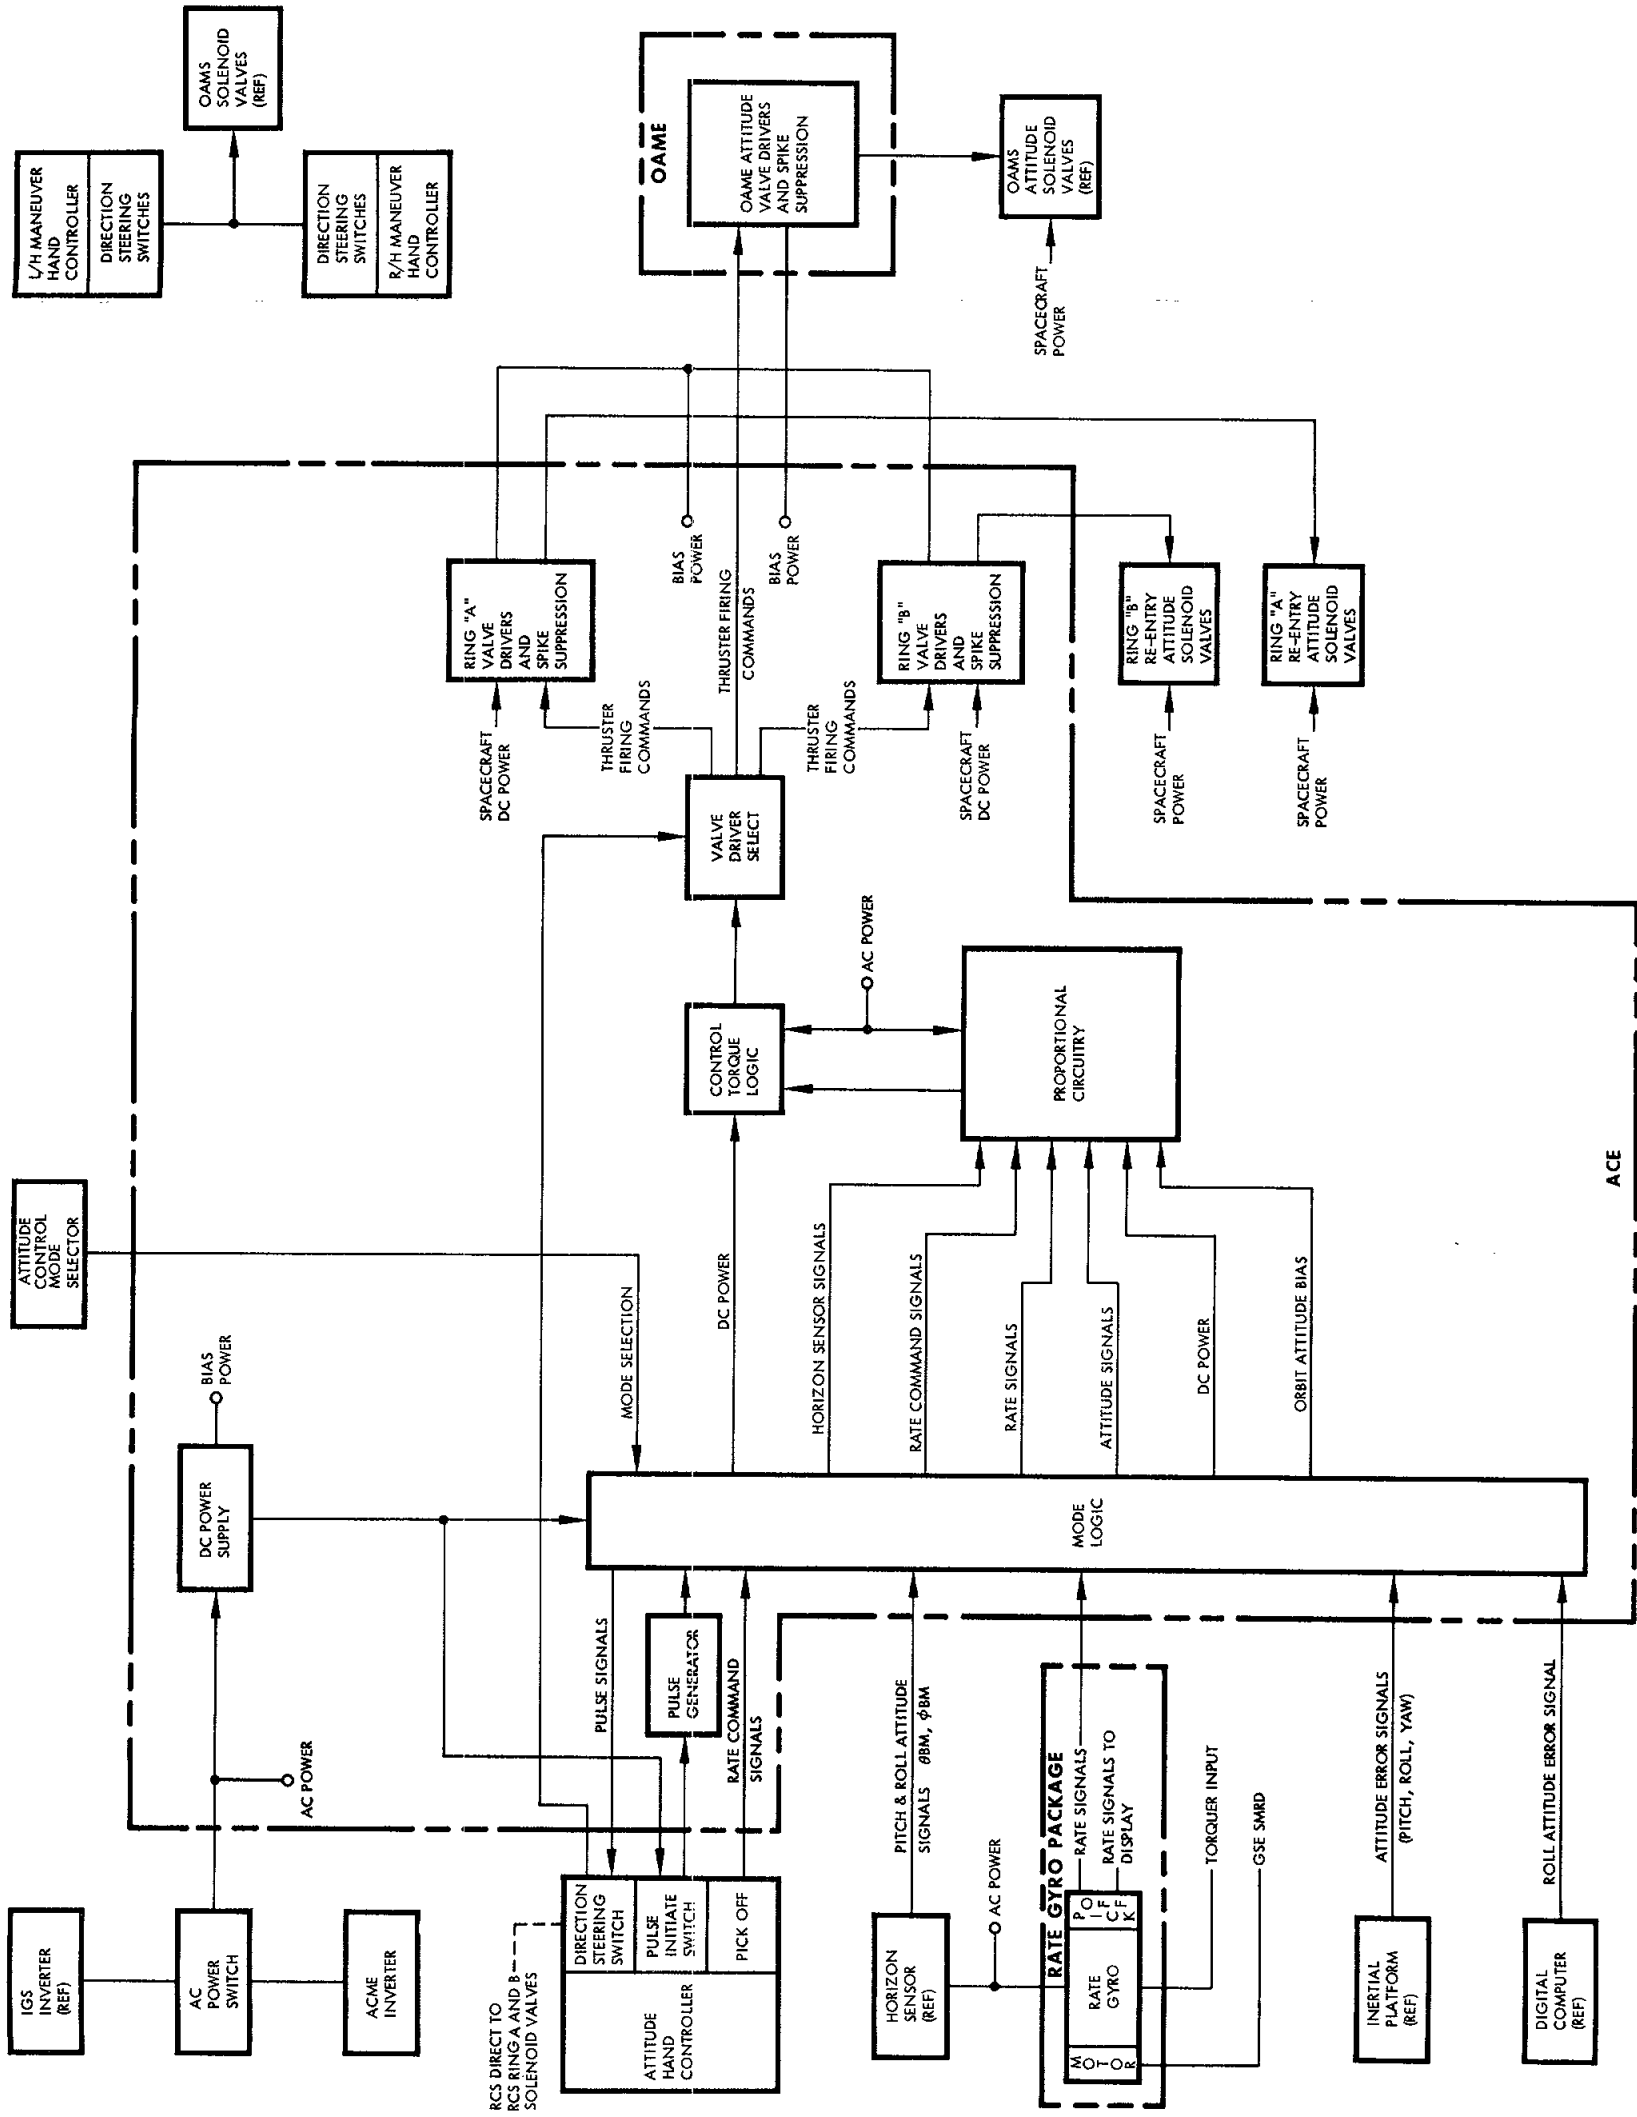 IGS
INVERTER
(REF)
AC
POWER
SWITCH
ACME
INVERTER
AC POWER
DC POWER
SUPPLY
BIAS
POWER
ATTITUDE
CONTROL
MODE
SELECTOR
L/H MANEUVER
HAND
CONTROLLER
DIRECTION
STEERING
SWITCHES
DIRECTION
STEERING
SWITCHES
R/H MANEUVER
HAND
CONTROLLER
OAMS
SOLENOID
VALVES
(REF)
RCS DIRECT TO
RCS RING A AND B
SOLENOID VALVES
ATTITUDE
HAND
CONTROLLER
DIRECTION
STEERING
SWITCH
PULSE
INITIATE
SWITCH
PICK OFF
PULSE SIGNALS
PULSE
GENERATOR
RATE COMMAND
SIGNALS
MODE SELECTION
DC POWER
HORIZON SENSOR SIGNALS
RATE COMMAND SIGNALS
RATE SIGNALS
ATTITUDE SIGNALS
DC POWER
ORBIT ATTITUDE BIAS
MODE
LOGIC
CONTROL
TORQUE
LOGIC
AC POWER
PROPORTIONAL
CIRCUITRY
VALVE
DRIVER
SELECT
SPACECRAFT
DC POWER
THRUSTER
FIRING
COMMANDS
THRUSTER FIRING
COMMANDS
THRUSTER
FIRING
COMMANDS
SPACECRAFT
DC POWER
RING "A"
VALVE
DRIVERS
AND
SPIKE
SUPPRESSION
BIAS
POWER
BIAS
POWER
RING "B"
VALVE
DRIVERS
AND
SPIKE
SUPPRESSION
OAME
OAME ATTITUDE
VALVE DRIVERS
AND SPIKE
SUPPRESSION
OAMS
ATTITUDE
SOLENOID
VALVES
(REF)
SPACECRAFT
POWER
RING "B"
RE-ENTRY
ATTITUDE
SOLENOID
VALVES
SPACECRAFT
POWER
RING "A"
RE-ENTRY
ATTITUDE
SOLENOID
VALVES
SPACECRAFT
POWER
HORIZON
SENSOR
(REF)
PITCH & ROLL ATTITUDE
SIGNALS θBM, φBM
AC POWER
RATE GYRO PACKAGE
MOTOR
RATE
GYRO
PICK
OFF
RATE SIGNALS
RATE SIGNALS TO
DISPLAY
TORQUER INPUT
GSE SMRD
INERTIAL
PLATFORM
(REF)
ATTITUDE ERROR SIGNALS
(PITCH, ROLL, YAW)
DIGITAL
COMPUTER
(REF)
ROLL ATTITUDE ERROR SIGNAL
ACE